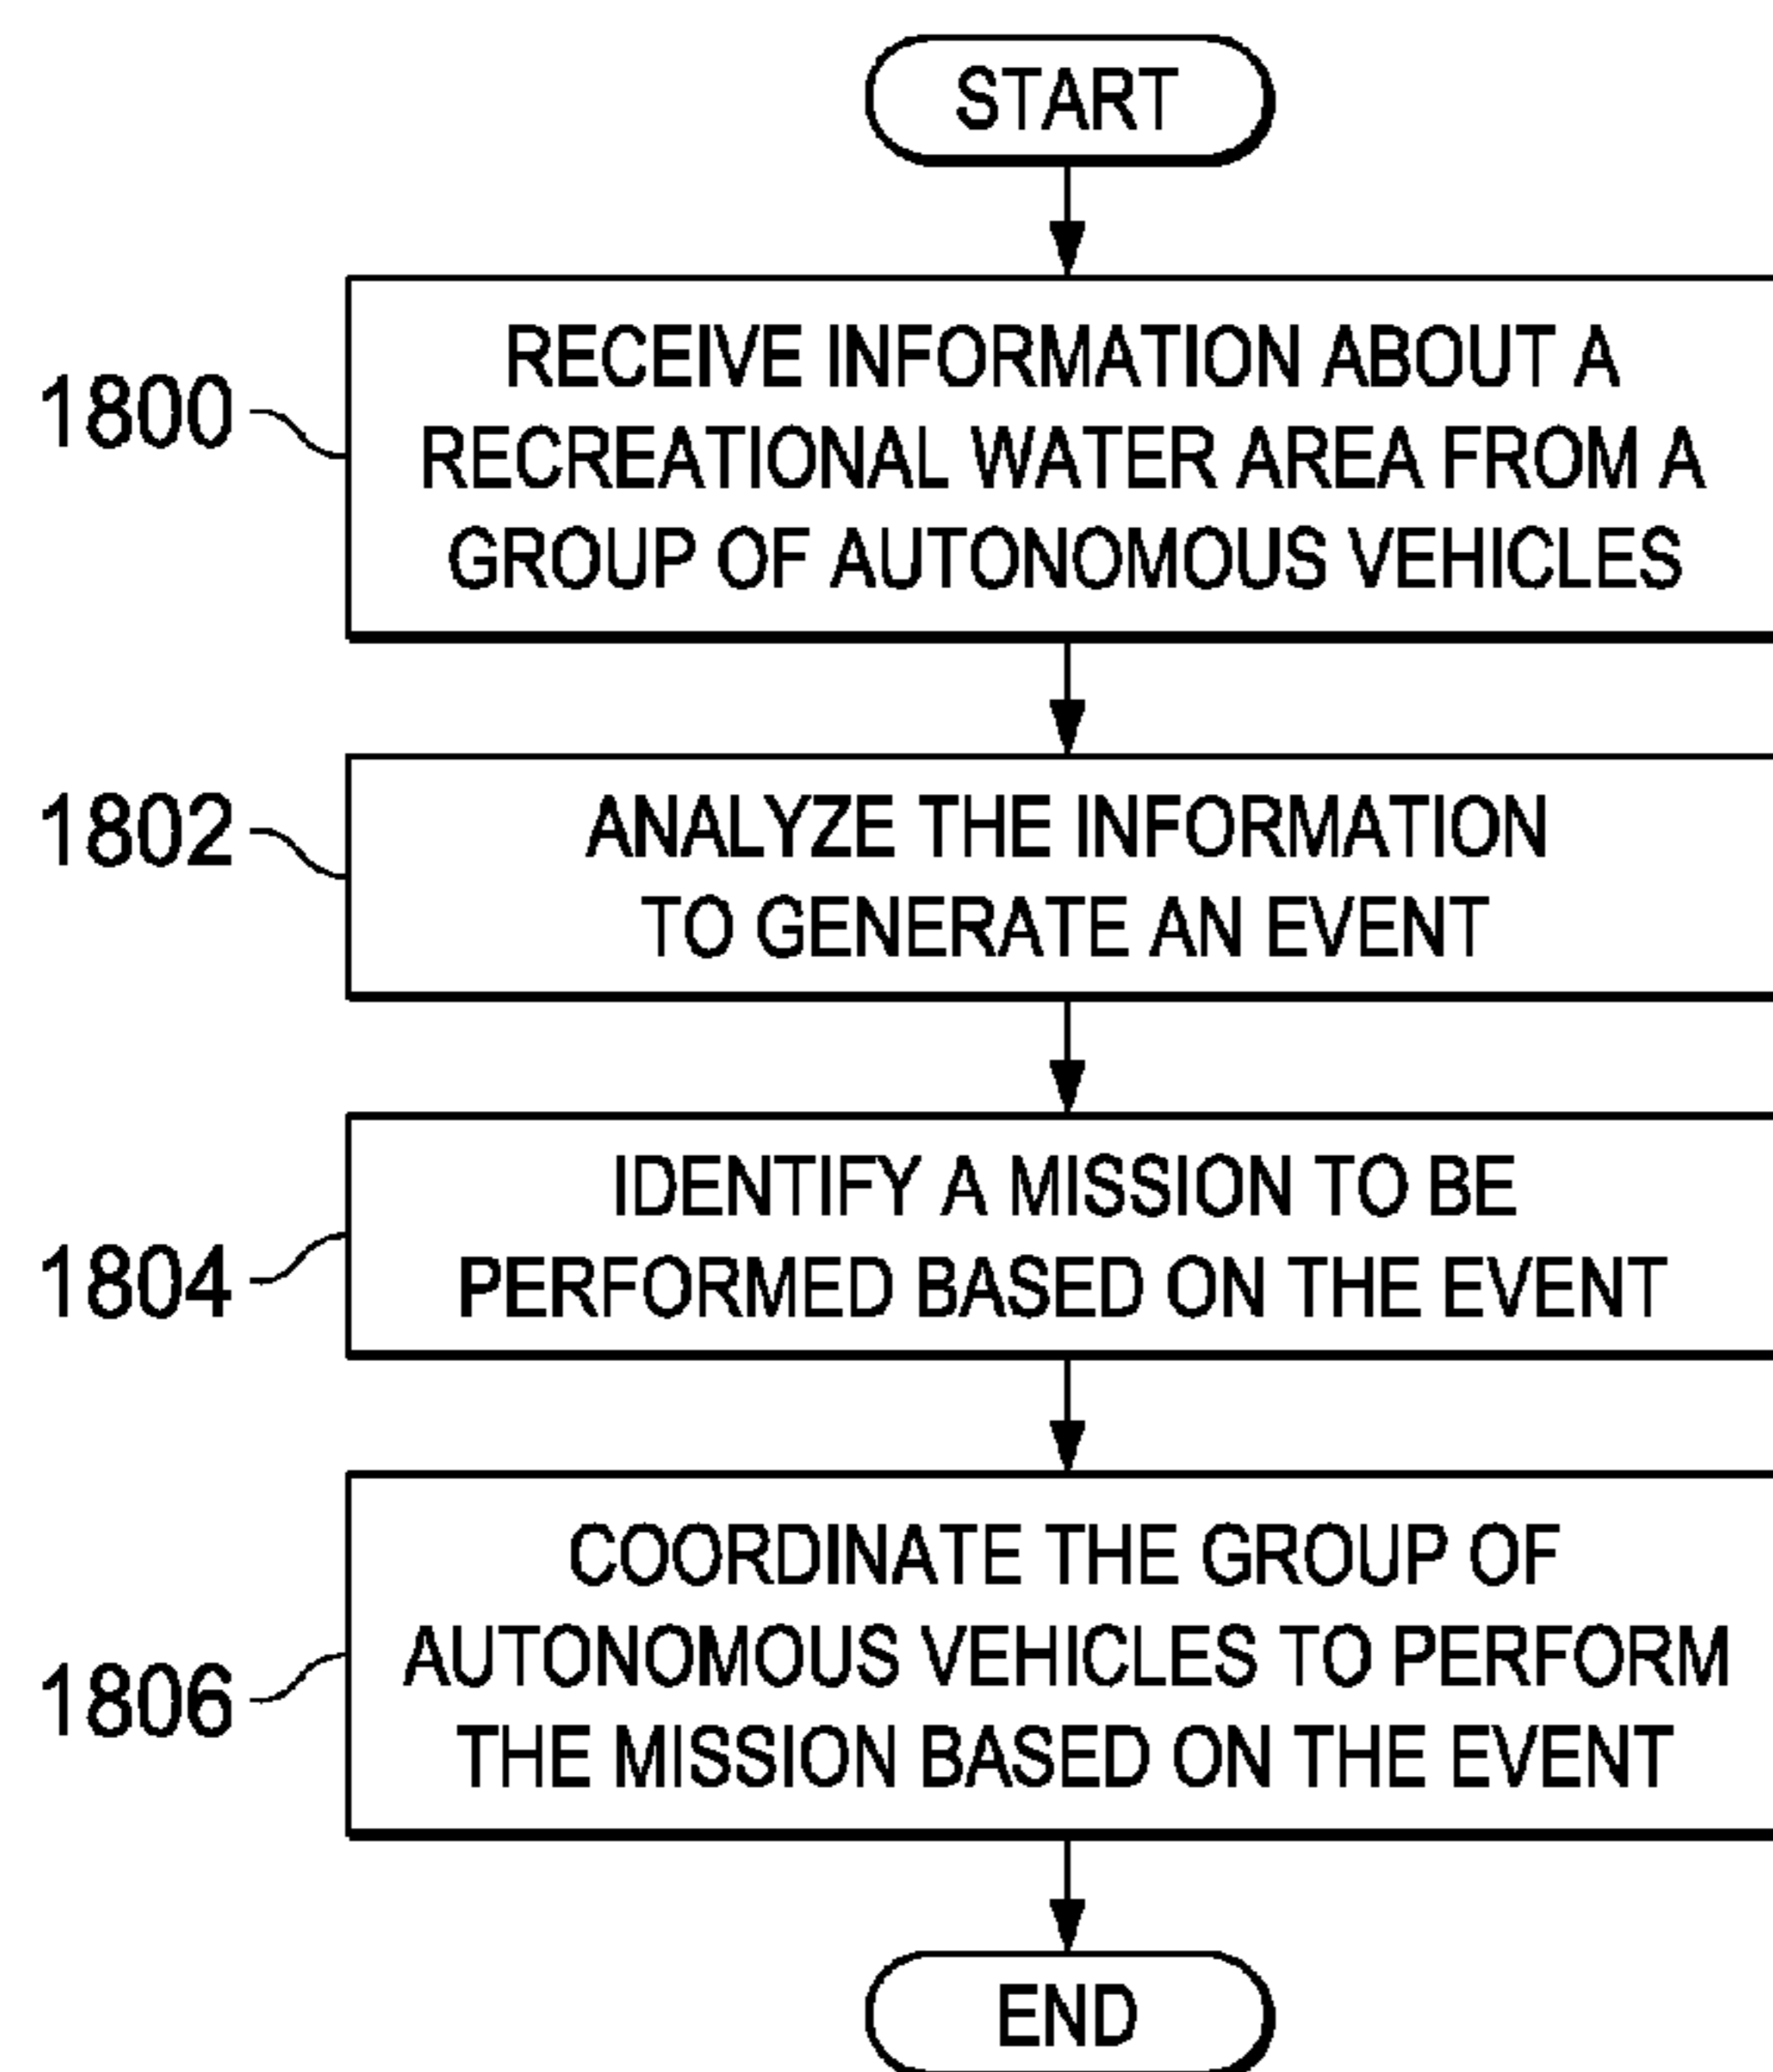 START
1800
RECEIVE INFORMATION ABOUT A
RECREATIONAL WATER AREA FROM A
GROUP OF AUTONOMOUS VEHICLES
1802
ANALYZE THE INFORMATION
TO GENERATE AN EVENT
1804
IDENTIFY A MISSION TO BE
PERFORMED BASED ON THE EVENT
1806
COORDINATE THE GROUP OF
AUTONOMOUS VEHICLES TO PERFORM
THE MISSION BASED ON THE EVENT
END